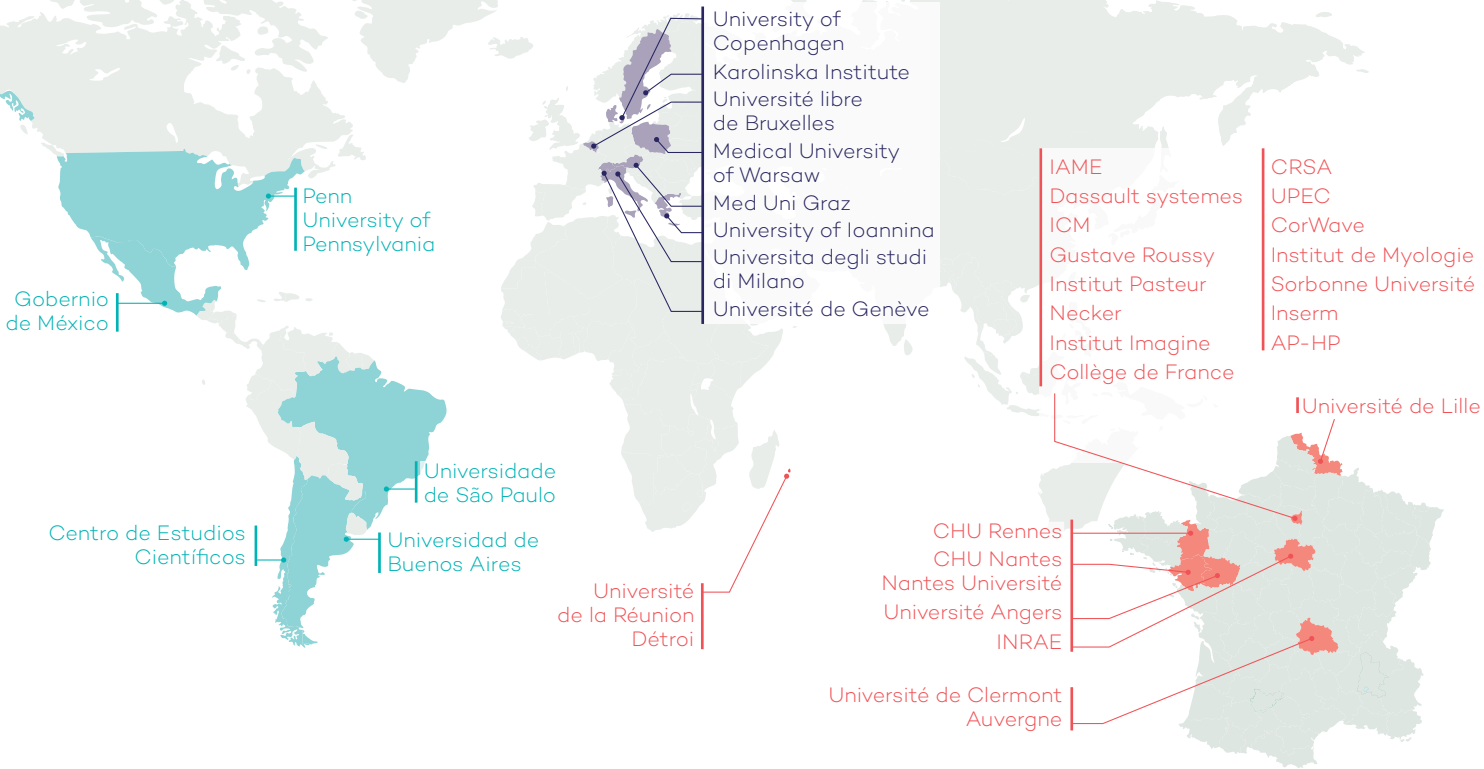 University of
Copenhagen
Karolinska Institute
Université libre
de Bruxelles
Medical University
of Warsaw
Med Uni Graz
University of Ioannina
Universita degli studi
di Milano
Université de Genève
Penn
University of
Pennsylvania
Gobernio
de México
Universidade
de São Paulo
Centro de Estudios
Científicos
Universidad de
Buenos Aires
Université
de la Réunion
Détroi
IAME
Dassault systemes
ICM
Gustave Roussy
Institut Pasteur
Necker
Institut Imagine
Collège de France
CRSA
UPEC
CorWave
Institut de Myologie
Sorbonne Université
Inserm
AP-HP
Université de Lille
CHU Rennes
CHU Nantes
Nantes Université
Université Angers
INRAE
Université de Clermont
Auvergne